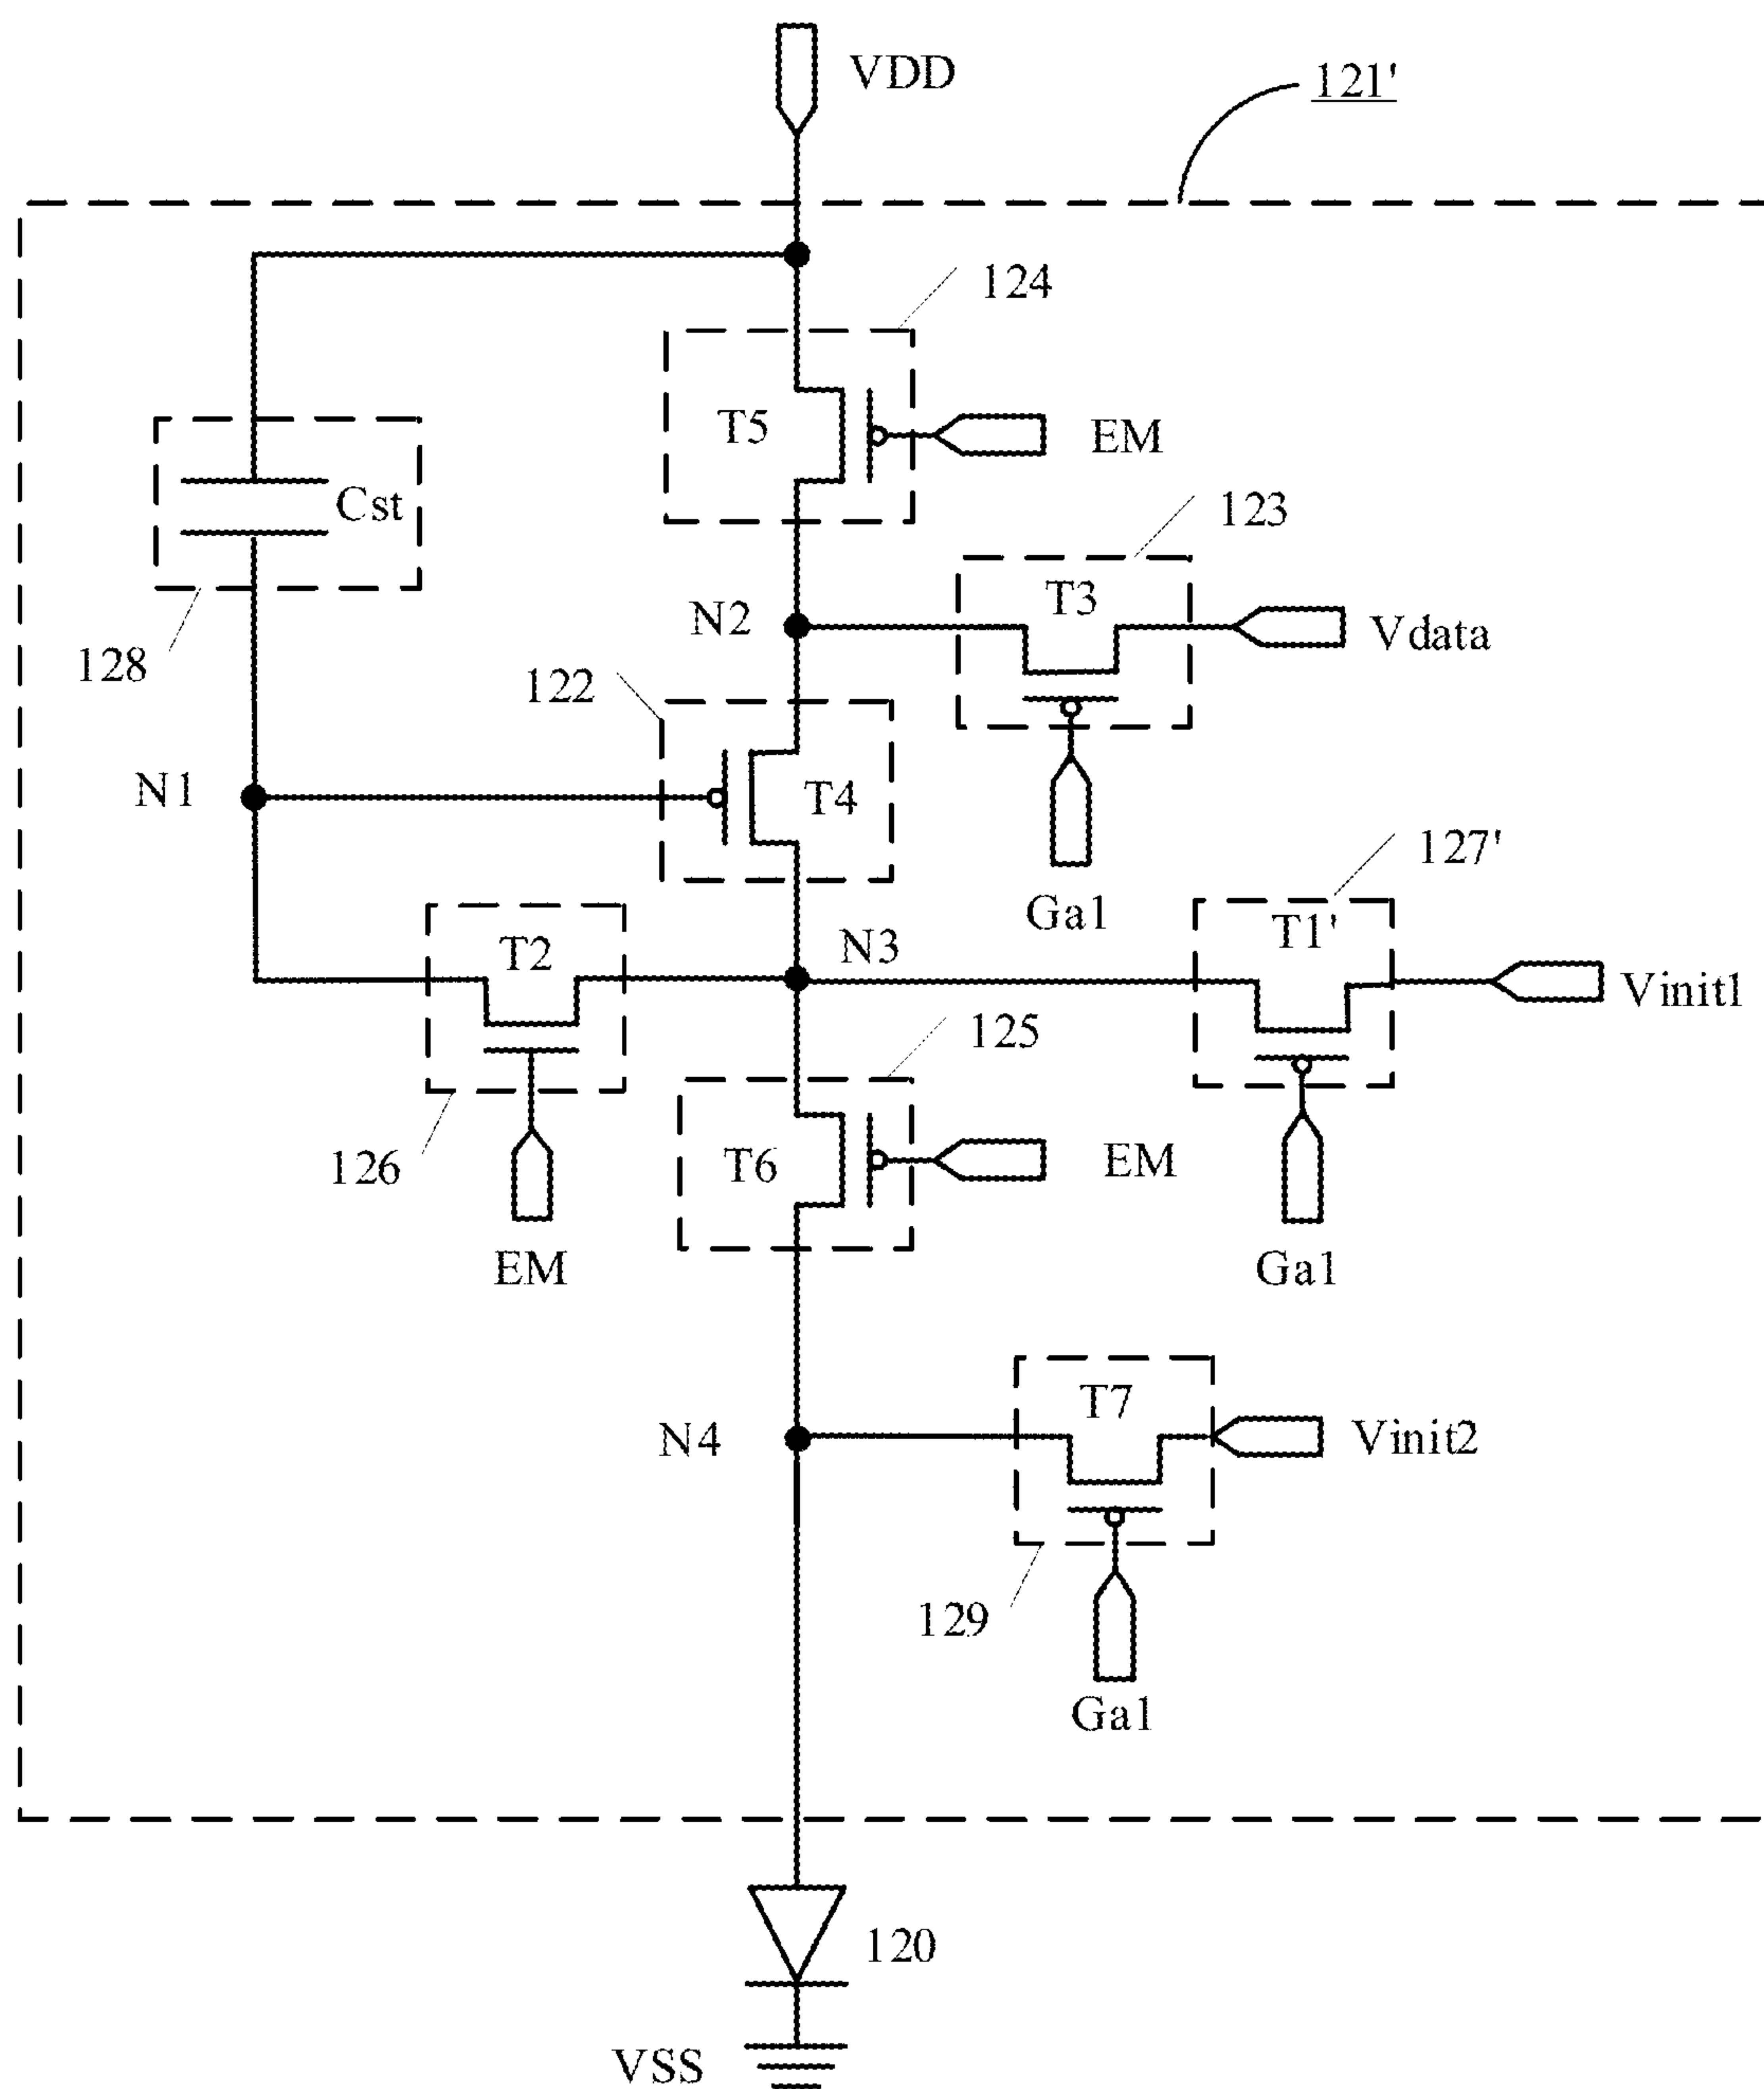 VDD
121'
124
T5
EM
Cst
123
T3
N2
Vdata
128
122
N1
T4
127'
Ga1
T1'
T2
N3
Vinit1
125
T6
EM
126
EM
Ga1
T7
N4
Vinit2
129
Ga1
120
VSS